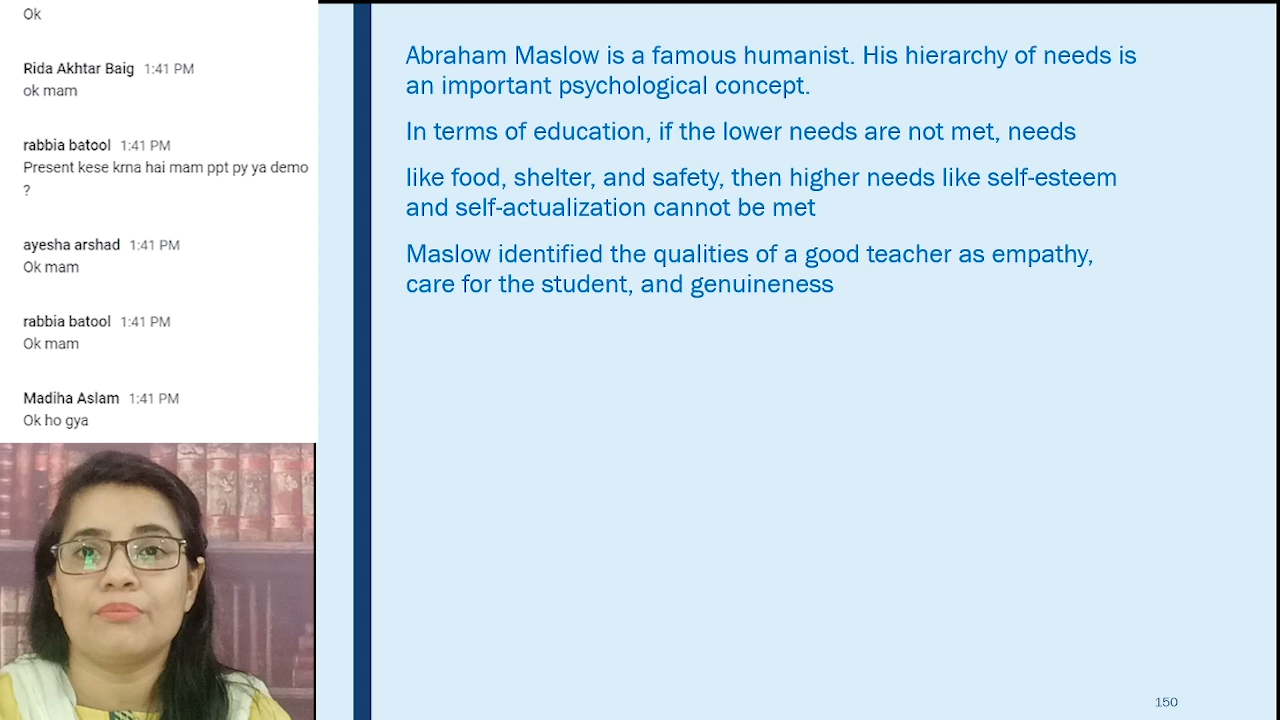 Ok
Rida Akhtar Baig 1:41 PM
ok mam
rabbia batool 1:41 PM
Present kese krna hai mam ppt py ya demo
?
ayesha arshad 1:41 PM
Ok mam
rabbia batool 1:41 PM
Ok mam
Madiha Aslam 1:41 PM
Ok ho gya
Abraham Maslow is a famous humanist. His hierarchy of needs is
an important psychological concept.
In terms of education, if the lower needs are not met, needs
like food, shelter, and safety, then higher needs like self-esteem
and self-actualization cannot be met
Maslow identified the qualities of a good teacher as empathy,
care for the student, and genuineness
150